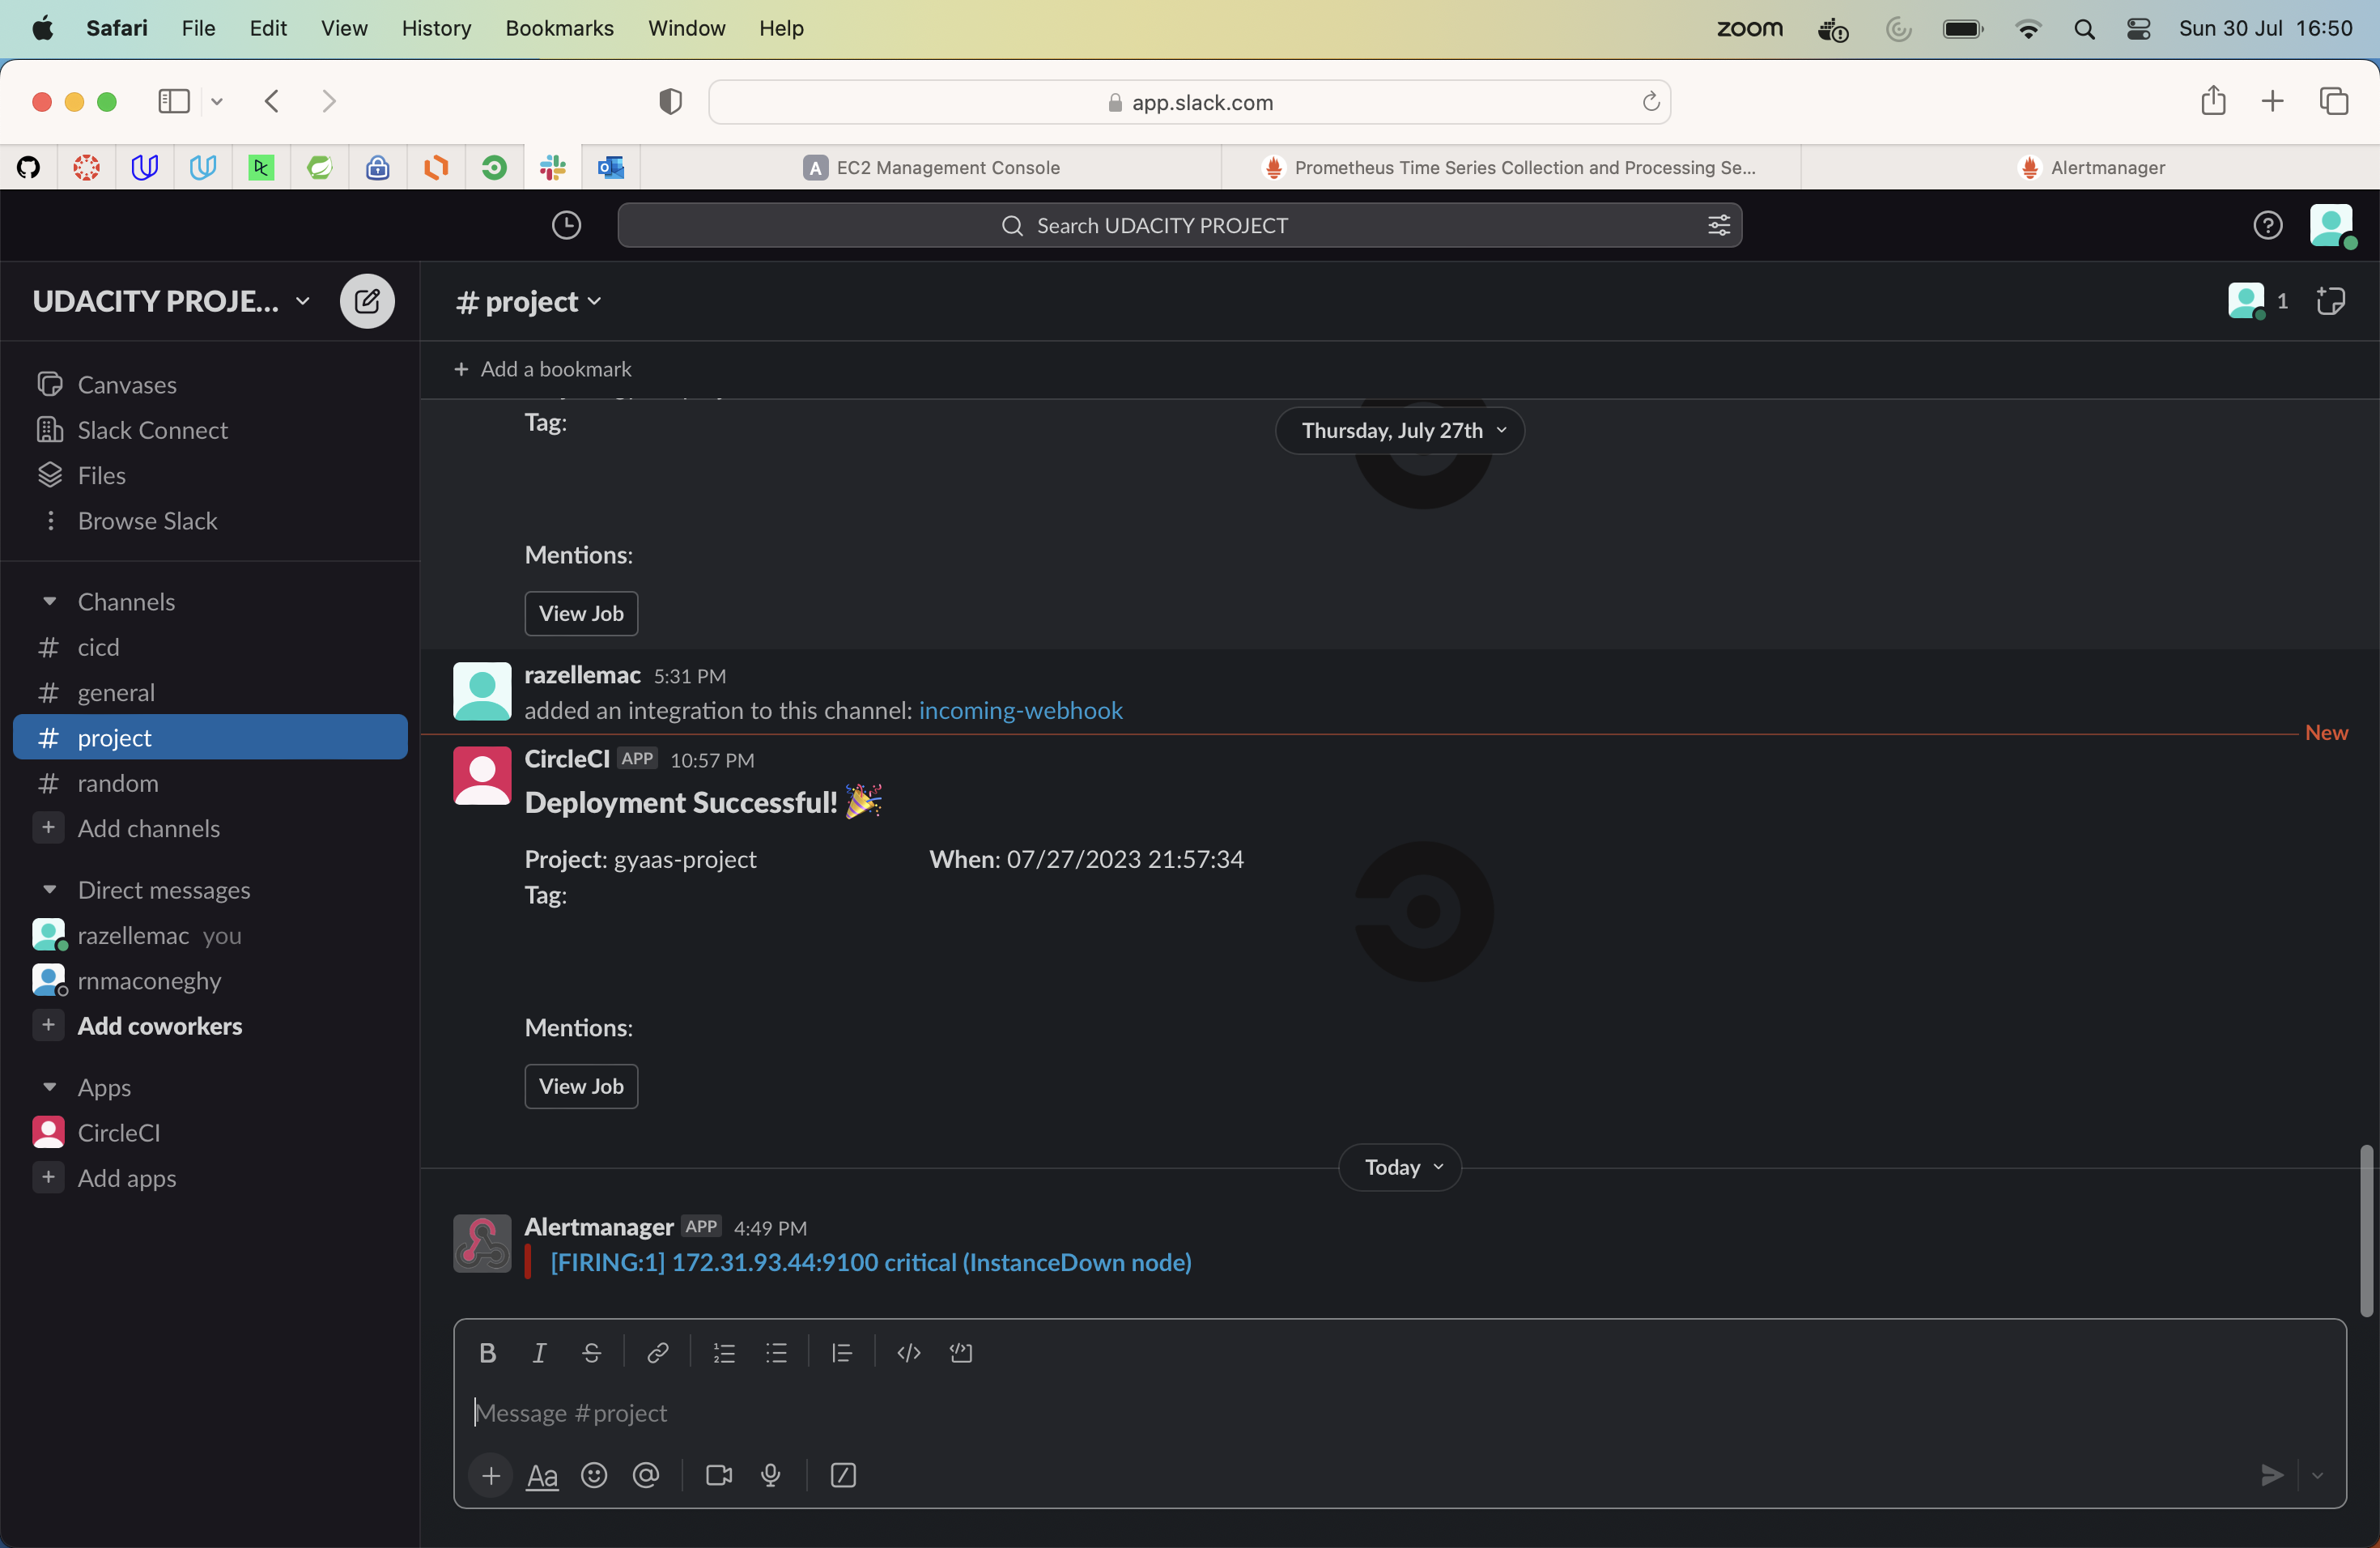 Safari File Edit View History Bookmarks Window Help zoom Sun 30 Jul 16:50
app.slack.com
A EC2 Management Console Prometheus Time Series Collection and Processing Se... Alertmanager
Search UDACITY PROJECT
UDACITY PROJE...
# project
1
Add a bookmark
Canvases
Slack Connect
Files
Browse Slack
Channels
# cicd
# general
# project
# random
+ Add channels
Direct messages
razellemac you
rnmaconeghy
+ Add coworkers
Apps
CircleCI
+ Add apps
Tag:
Thursday, July 27th
Mentions:
View Job
razellemac 5:31 PM
added an integration to this channel: incoming-webhook
New
CircleCI APP 10:57 PM
Deployment Successful! 🎉
Project: gyaas-project When: 07/27/2023 21:57:34
Tag:
Mentions:
View Job
Today
Alertmanager APP 4:49 PM
[FIRING:1] 172.31.93.44:9100 critical (InstanceDown node)
Message #project
Aa